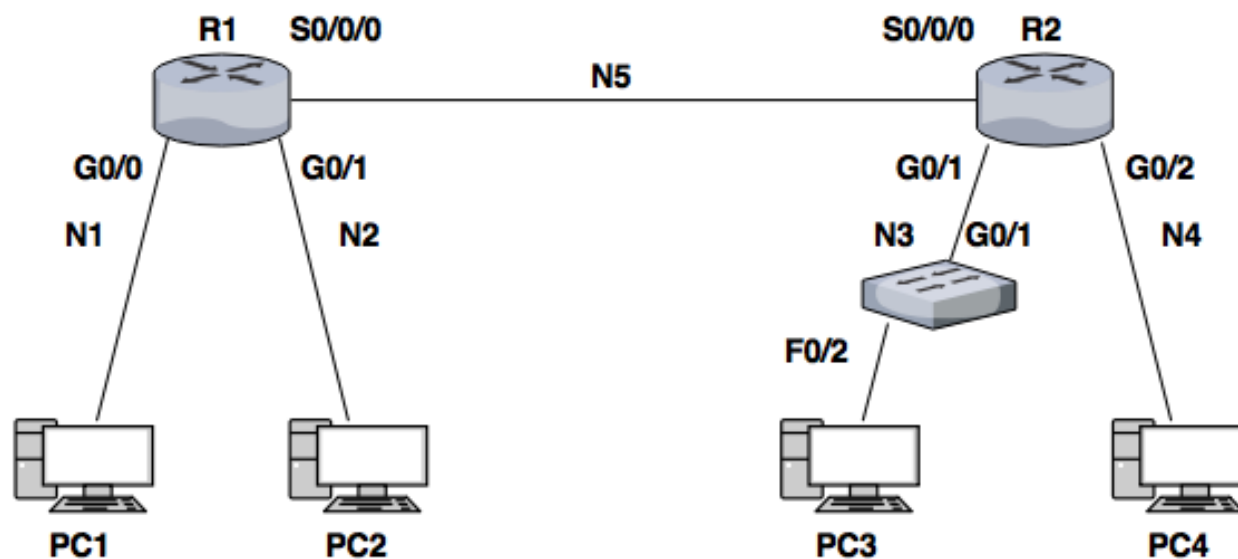 R1 S0/0/0 S0/0/0 R2
N5
G0/0 G0/1 G0/1 G0/2
N1 N2 N3 G0/1 N4
F0/2
PC1 PC2 PC3 PC4